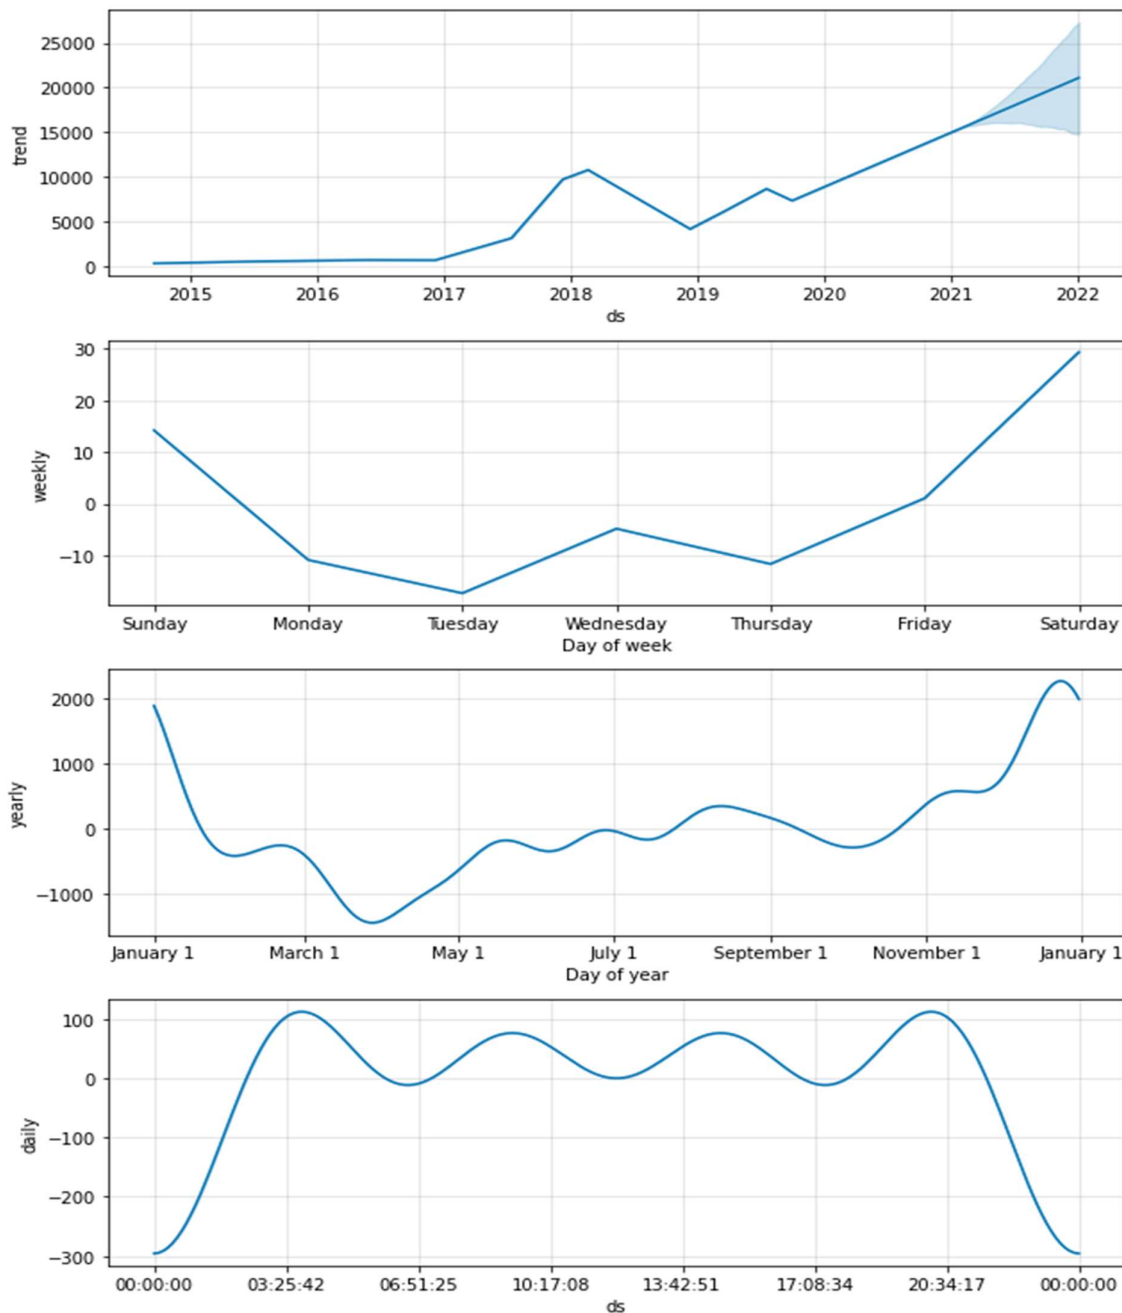 25000
20000
15000
10000
5000
0
trend
2015 2016 2017 2018 2019 2020 2021 2022
ds
30
20
10
0
−10
weekly
Sunday Monday Tuesday Wednesday Thursday Friday Saturday
Day of week
2000
1000
0
−1000
yearly
January 1 March 1 May 1 July 1 September 1 November 1 January 1
Day of year
100
0
−100
−200
−300
daily
00:00:00 03:25:42 06:51:25 10:17:08 13:42:51 17:08:34 20:34:17 00:00:00
ds